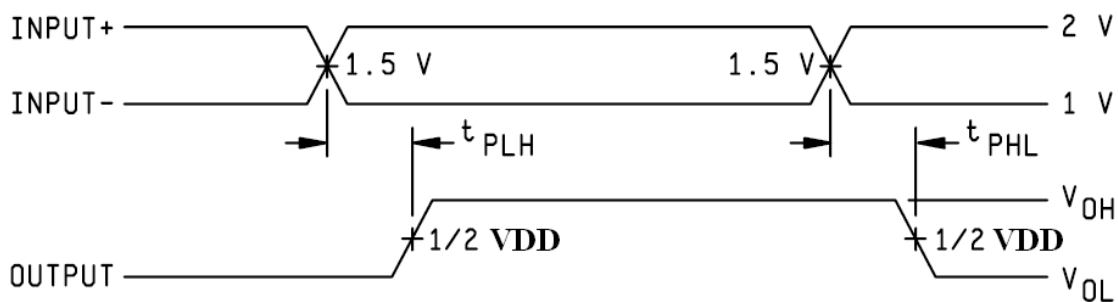 INPUT+ 2 V
1.5 V 1.5 V
INPUT- 1 V
tPLH tPHL
VOH
1/2 VDD 1/2 VDD
OUTPUT VOL